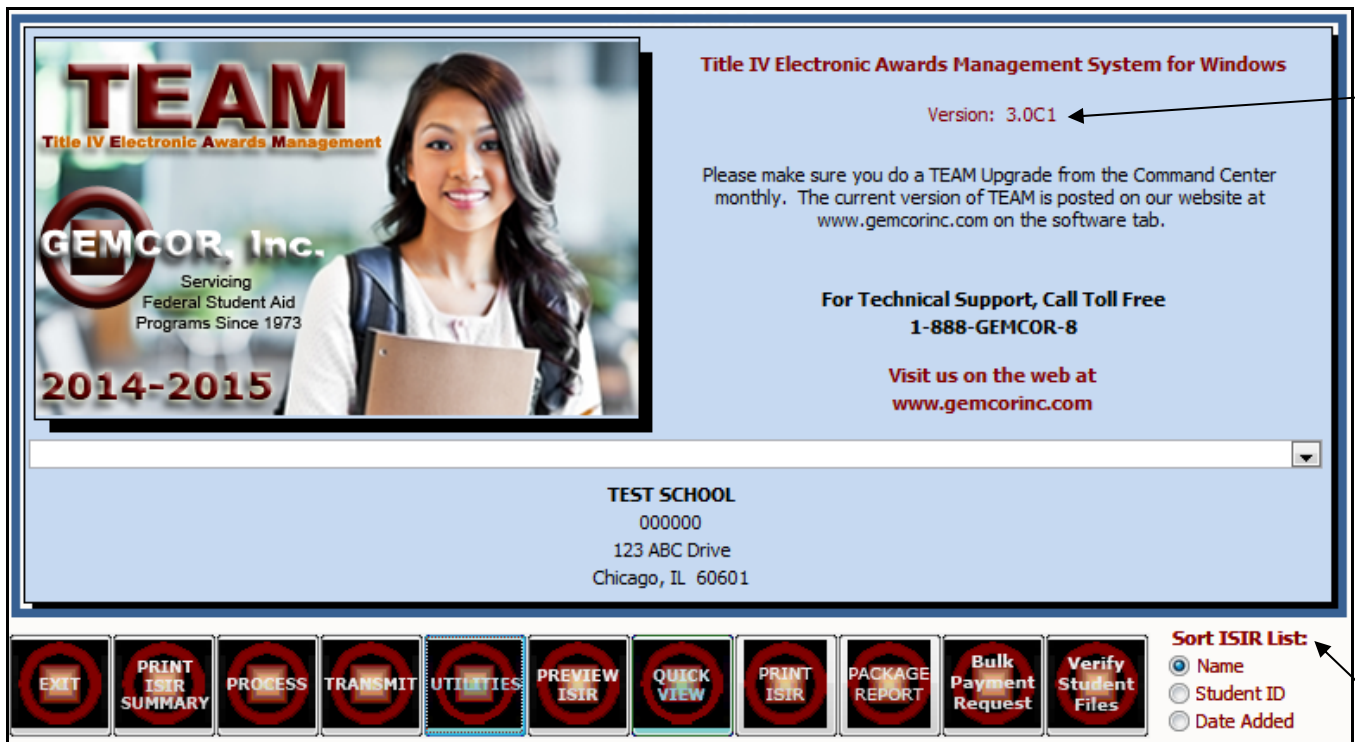 TEAM
Title IV Electronic Awards Management
GEMCOR, Inc.
Servicing
Federal Student Aid
Programs Since 1973
2014-2015
Title IV Electronic Awards Management System for Windows
Version: 3.0C1
Please make sure you do a TEAM Upgrade from the Command Center
monthly. The current version of TEAM is posted on our website at
www.gemcorinc.com on the software tab.
For Technical Support, Call Toll Free
1-888-GEMCOR-8
Visit us on the web at
www.gemcorinc.com
TEST SCHOOL
000000
123 ABC Drive
Chicago, IL 60601
EXIT
PRINT
ISIR
SUMMARY
PROCESS
TRANSMIT
UTILITIES
PREVIEW
ISIR
QUICK
VIEW
PRINT
ISIR
PACKAGE
REPORT
Bulk
Payment
Request
Verify
Student
Files
Sort ISIR List:
Name
Student ID
Date Added